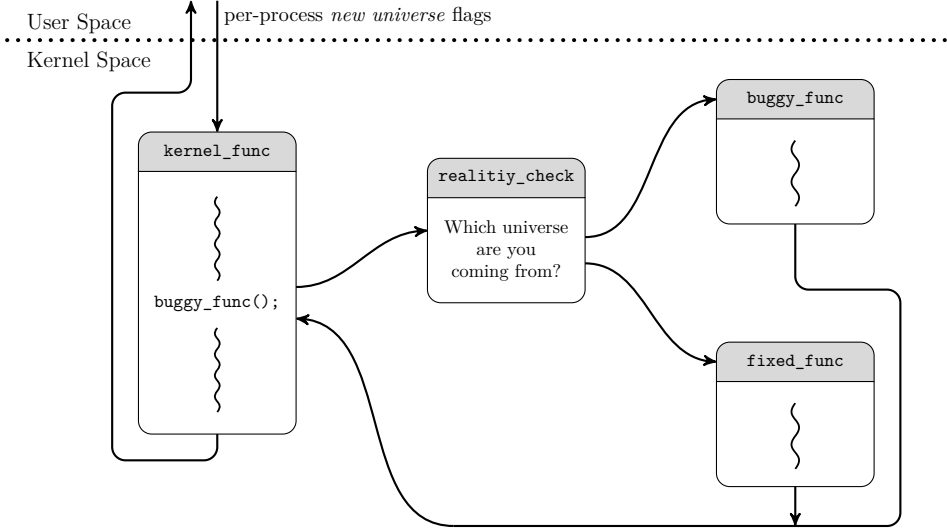 User Space
per-process new universe flags
Kernel Space
kernel_func
buggy_func();
realitiy_check
Which universe
are you
coming from?
buggy_func
fixed_func